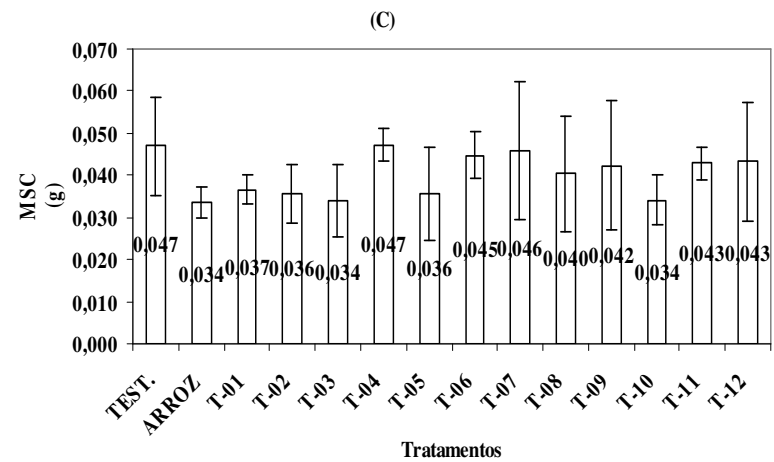 (C)
0,070
0,060
0,050
0,040
0,030
0,020
0,010
0,000
MSC
(g)
0,047
0,034
0,037
0,036
0,034
0,047
0,036
0,045
0,046
0,040
0,042
0,034
0,043
0,043
TEST.
ARROZ
T-01
T-02
T-03
T-04
T-05
T-06
T-07
T-08
T-09
T-10
T-11
T-12
Tratamentos